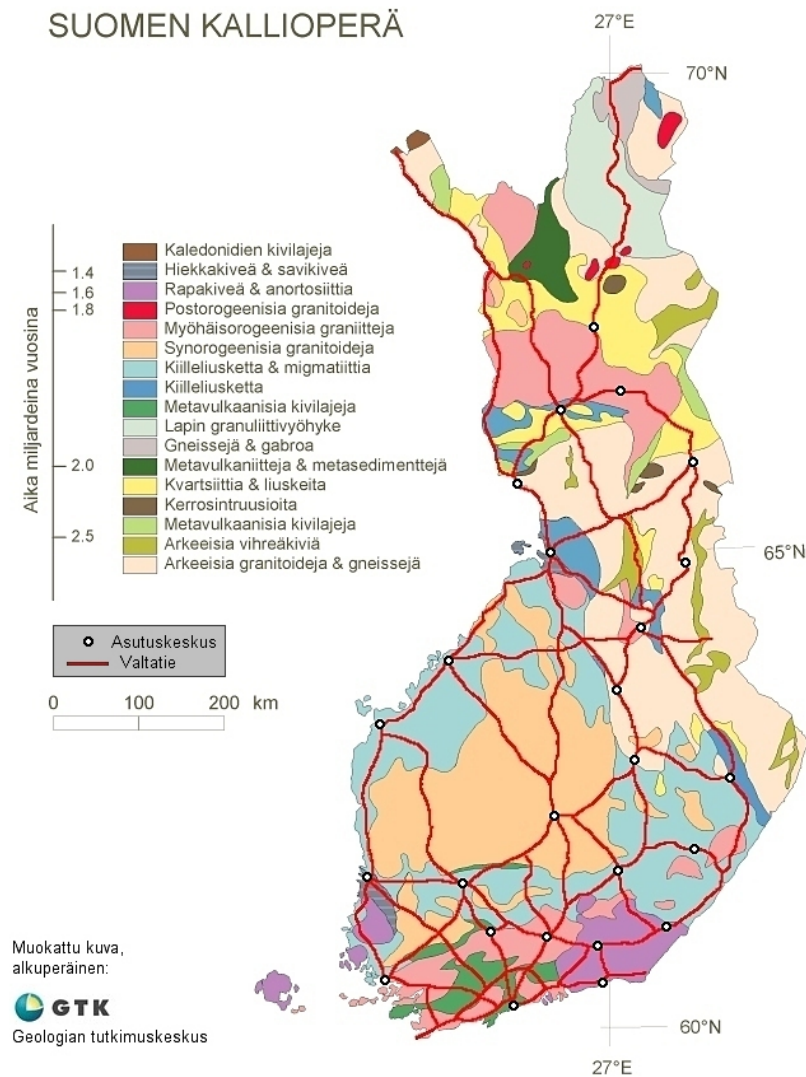 SUOMEN KALLIOPERÄ
27°E
70°N
Aika miljardeina vuosina
1.4
1.6
1.8
2.0
2.5
Kaledonidien kivilajeja
Hiekkakiveä & savikiveä
Rapakiveä & anortosiittia
Postorogeenisia granitoideja
Myöhäisorogeenisia graniitteja
Synorogeenisia granitoideja
Kiilleliusketta & migmatiittia
Kiilleliusketta
Metavulkaanisia kivilajeja
Lapin granuliittivyöhyke
Gneissejä & gabroa
Metavulkaniitteja & metasedimenttejä
Kvartsiittia & liuskeita
Kerrosintruusioita
Metavulkaanisia kivilajeja
Arkeeisia vihreäkiviä
Arkeeisia granitoideja & gneissejä
65°N
Asutuskeskus
Valtatie
0 100 200 km
Muokattu kuva,
alkuperäinen:
GTK
Geologian tutkimuskeskus
60°N
27°E